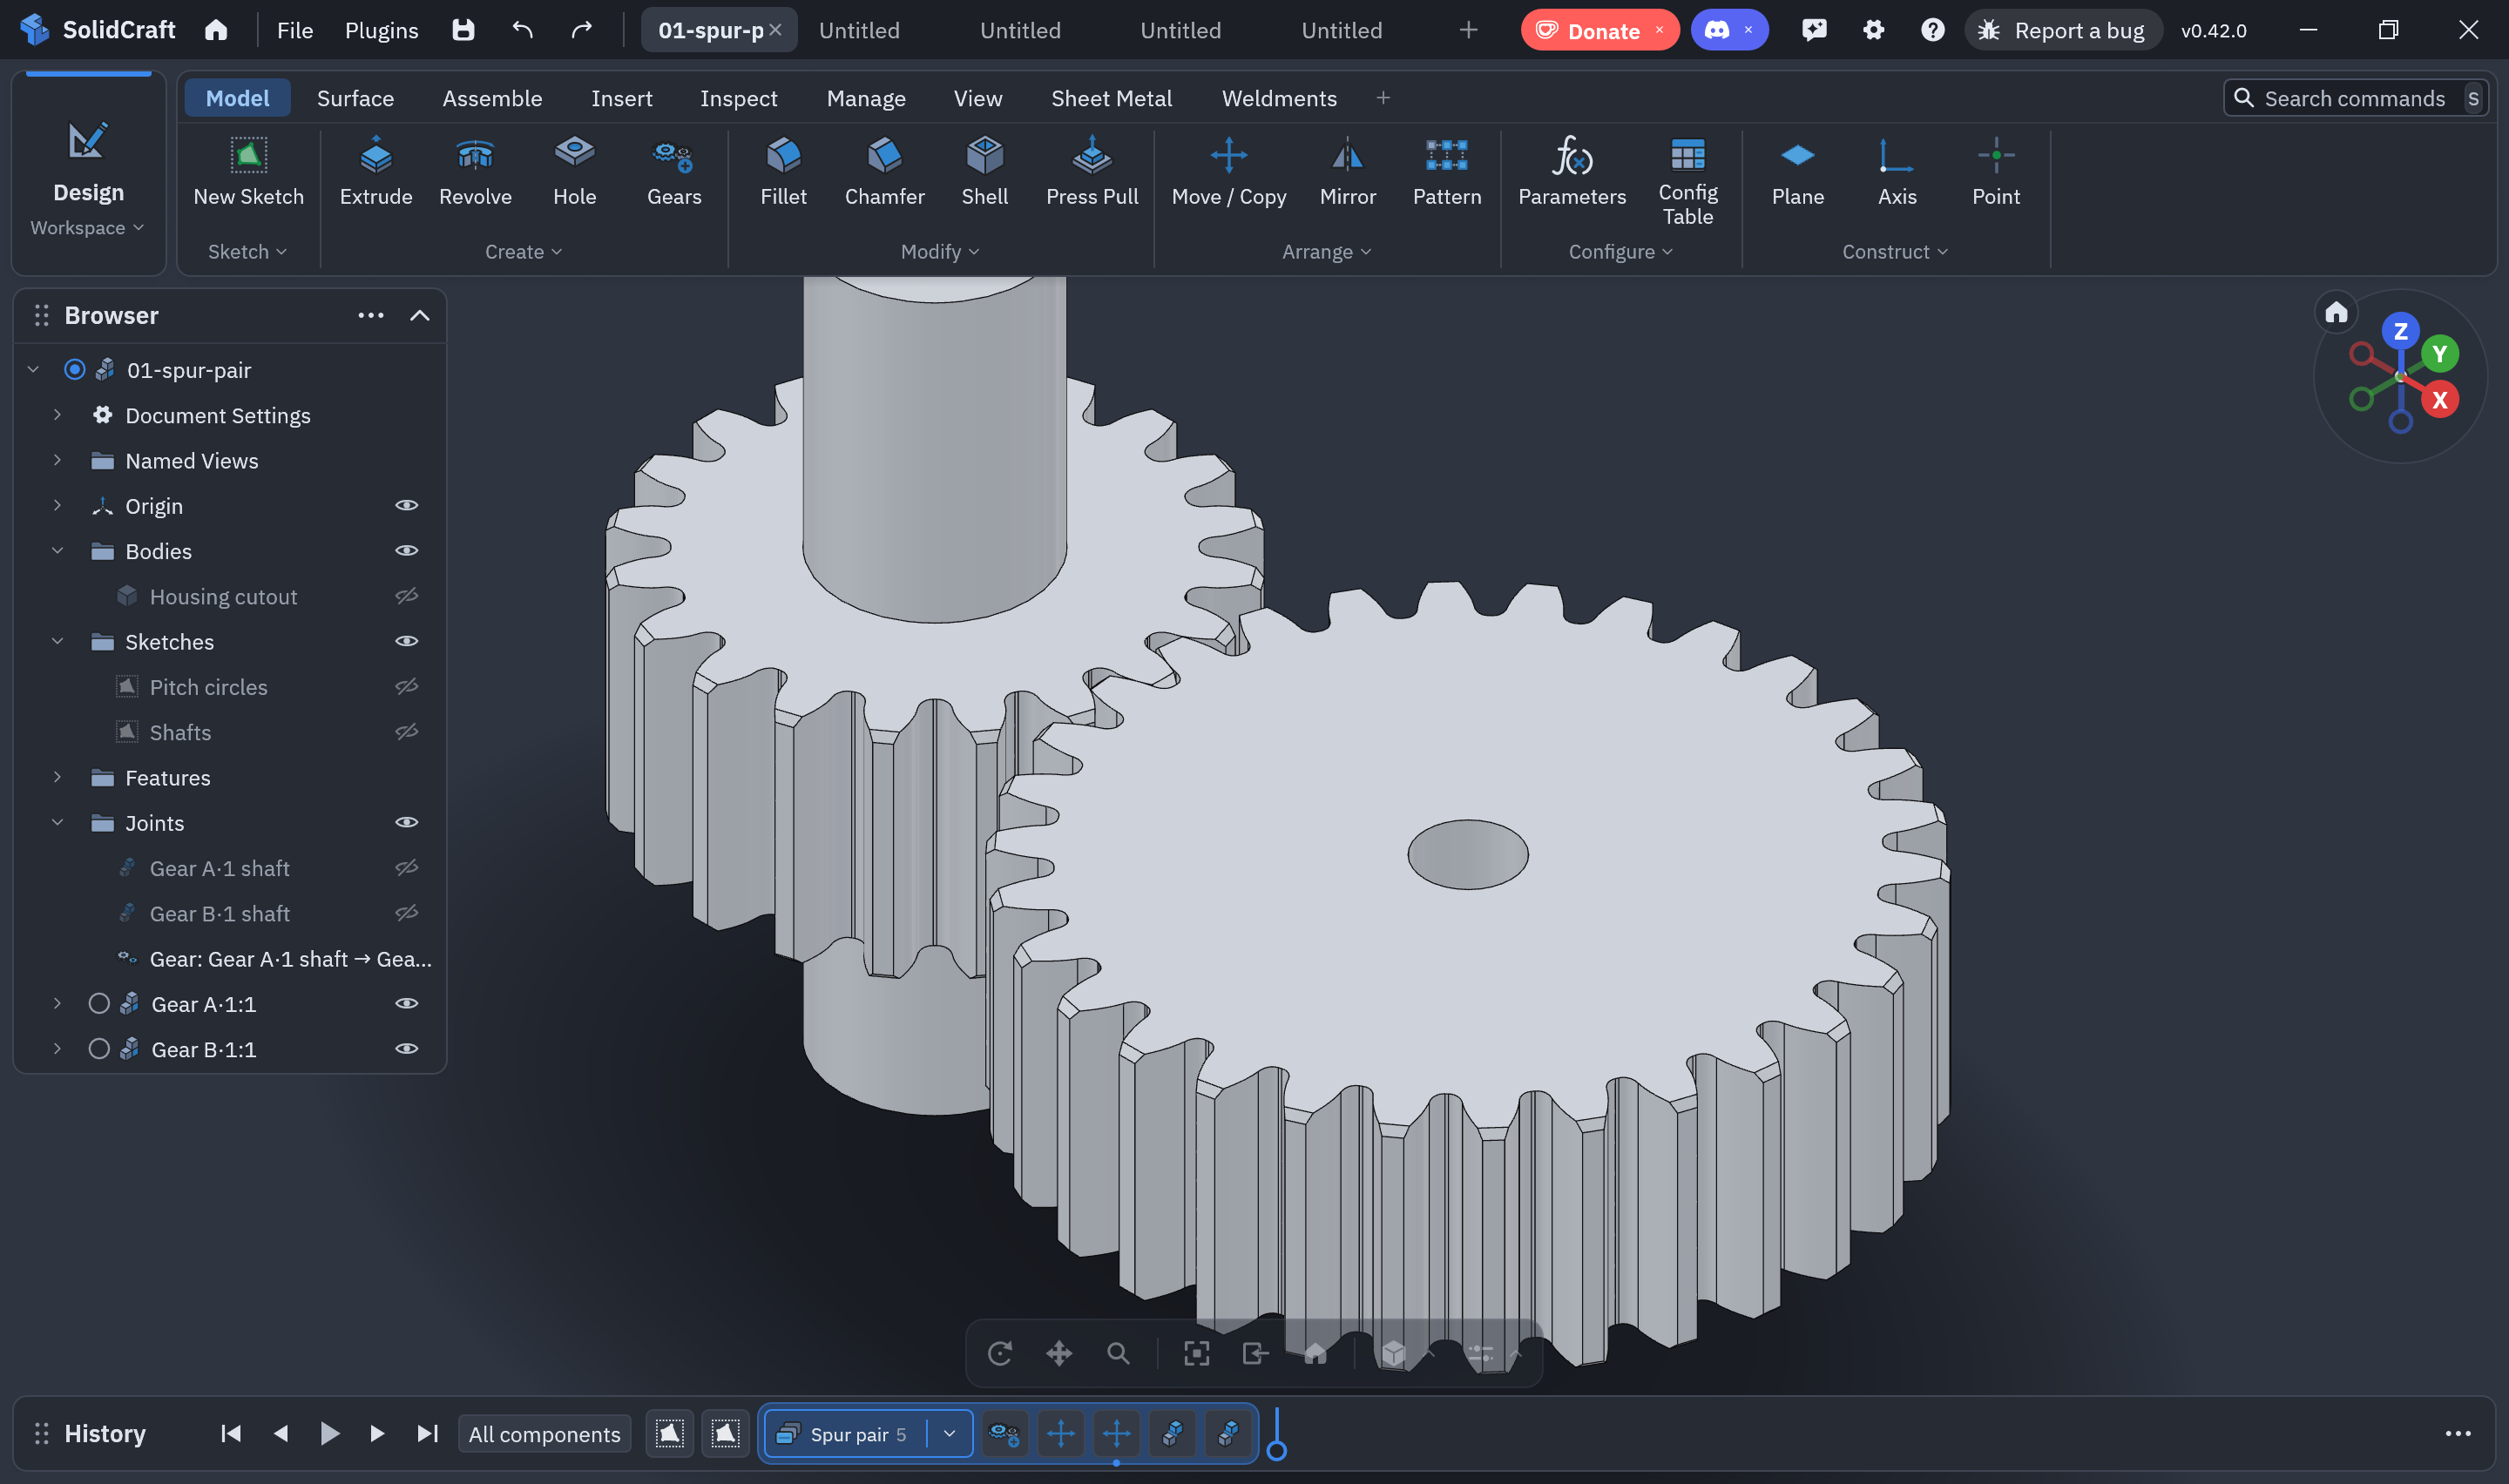 SolidCraft
File
Plugins
01-spur-p
Untitled
Untitled
Untitled
Untitled
Donate
Report a bug
v0.42.0
Design
Workspace
Model
Surface
Assemble
Insert
Inspect
Manage
View
Sheet Metal
Weldments
Search commands
S
New Sketch
Extrude
Revolve
Hole
Gears
Fillet
Chamfer
Shell
Press Pull
Move / Copy
Mirror
Pattern
Parameters
Config
Table
Plane
Axis
Point
Sketch
Create
Modify
Arrange
Configure
Construct
Browser
01-spur-pair
Document Settings
Named Views
Origin
Bodies
Housing cutout
Sketches
Pitch circles
Shafts
Features
Joints
Gear A·1 shaft
Gear B·1 shaft
Gear: Gear A·1 shaft → Gea...
Gear A·1:1
Gear B·1:1
Z
Y
X
History
All components
Spur pair 5